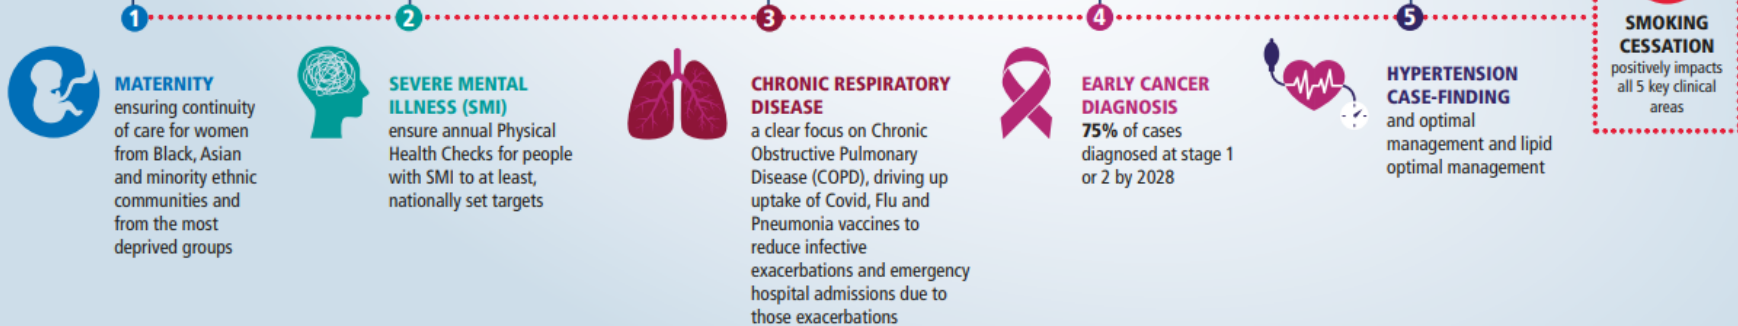 1
2
3
4
5
MATERNITY
ensuring continuity
of care for women
from Black, Asian
and minority ethnic
communities and
from the most
deprived groups
SEVERE MENTAL
ILLNESS (SMI)
ensure annual Physical
Health Checks for people
with SMI to at least,
nationally set targets
CHRONIC RESPIRATORY
DISEASE
a clear focus on Chronic
Obstructive Pulmonary
Disease (COPD), driving up
uptake of Covid, Flu and
Pneumonia vaccines to
reduce infective
exacerbations and emergency
hospital admissions due to
those exacerbations
EARLY CANCER
DIAGNOSIS
75% of cases
diagnosed at stage 1
or 2 by 2028
HYPERTENSION
CASE-FINDING
and optimal
management and lipid
optimal management
SMOKING
CESSATION
positively impacts
all 5 key clinical
areas